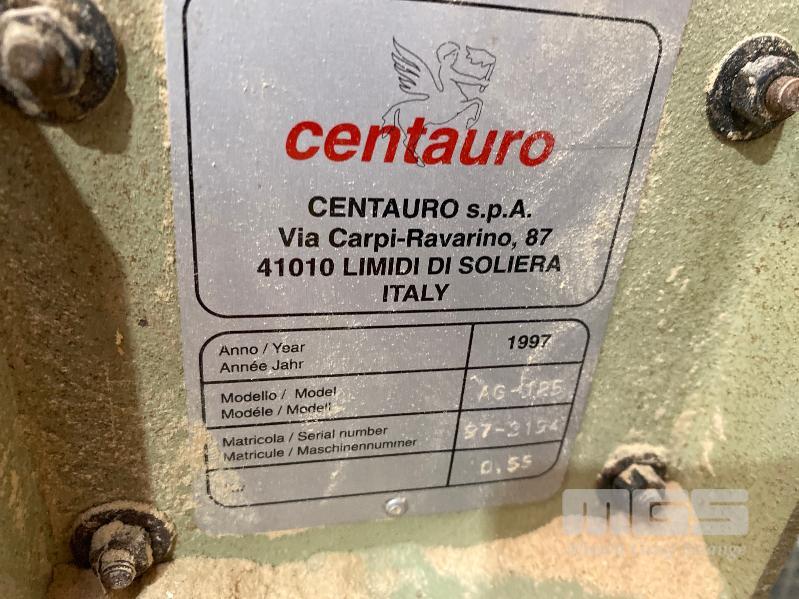 centauro
CENTAURO s.p.A.
Via Carpi-Ravarino, 87
41010 LIMIDI DI SOLIERA
ITALY
Anno / Year
Année Jahr
1997
Modello / Model
Modéle / Modell
Matricola / Serial number
Matricule / Maschinennummer
0.55
MGS